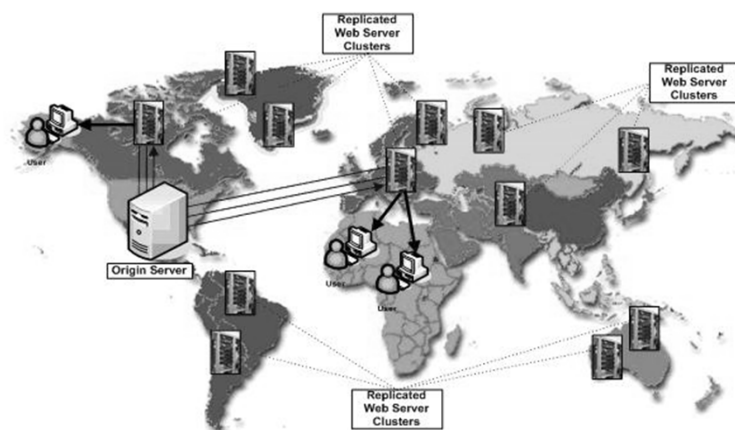 Replicated
Web Server
Clusters
Replicated
Web Server
Clusters
User
Origin Server
User
User
Replicated
Web Server
Clusters